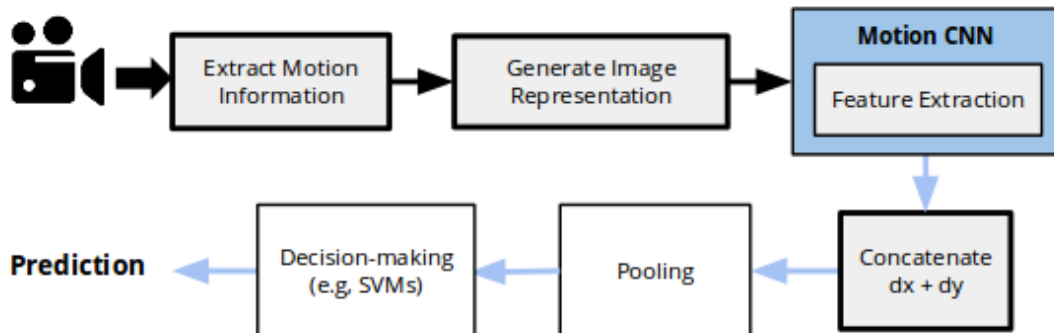 Extract Motion
Information
Generate Image
Representation
Motion CNN
Feature Extraction
Concatenate
dx + dy
Pooling
Decision-making
(e.g, SVMs)
Prediction